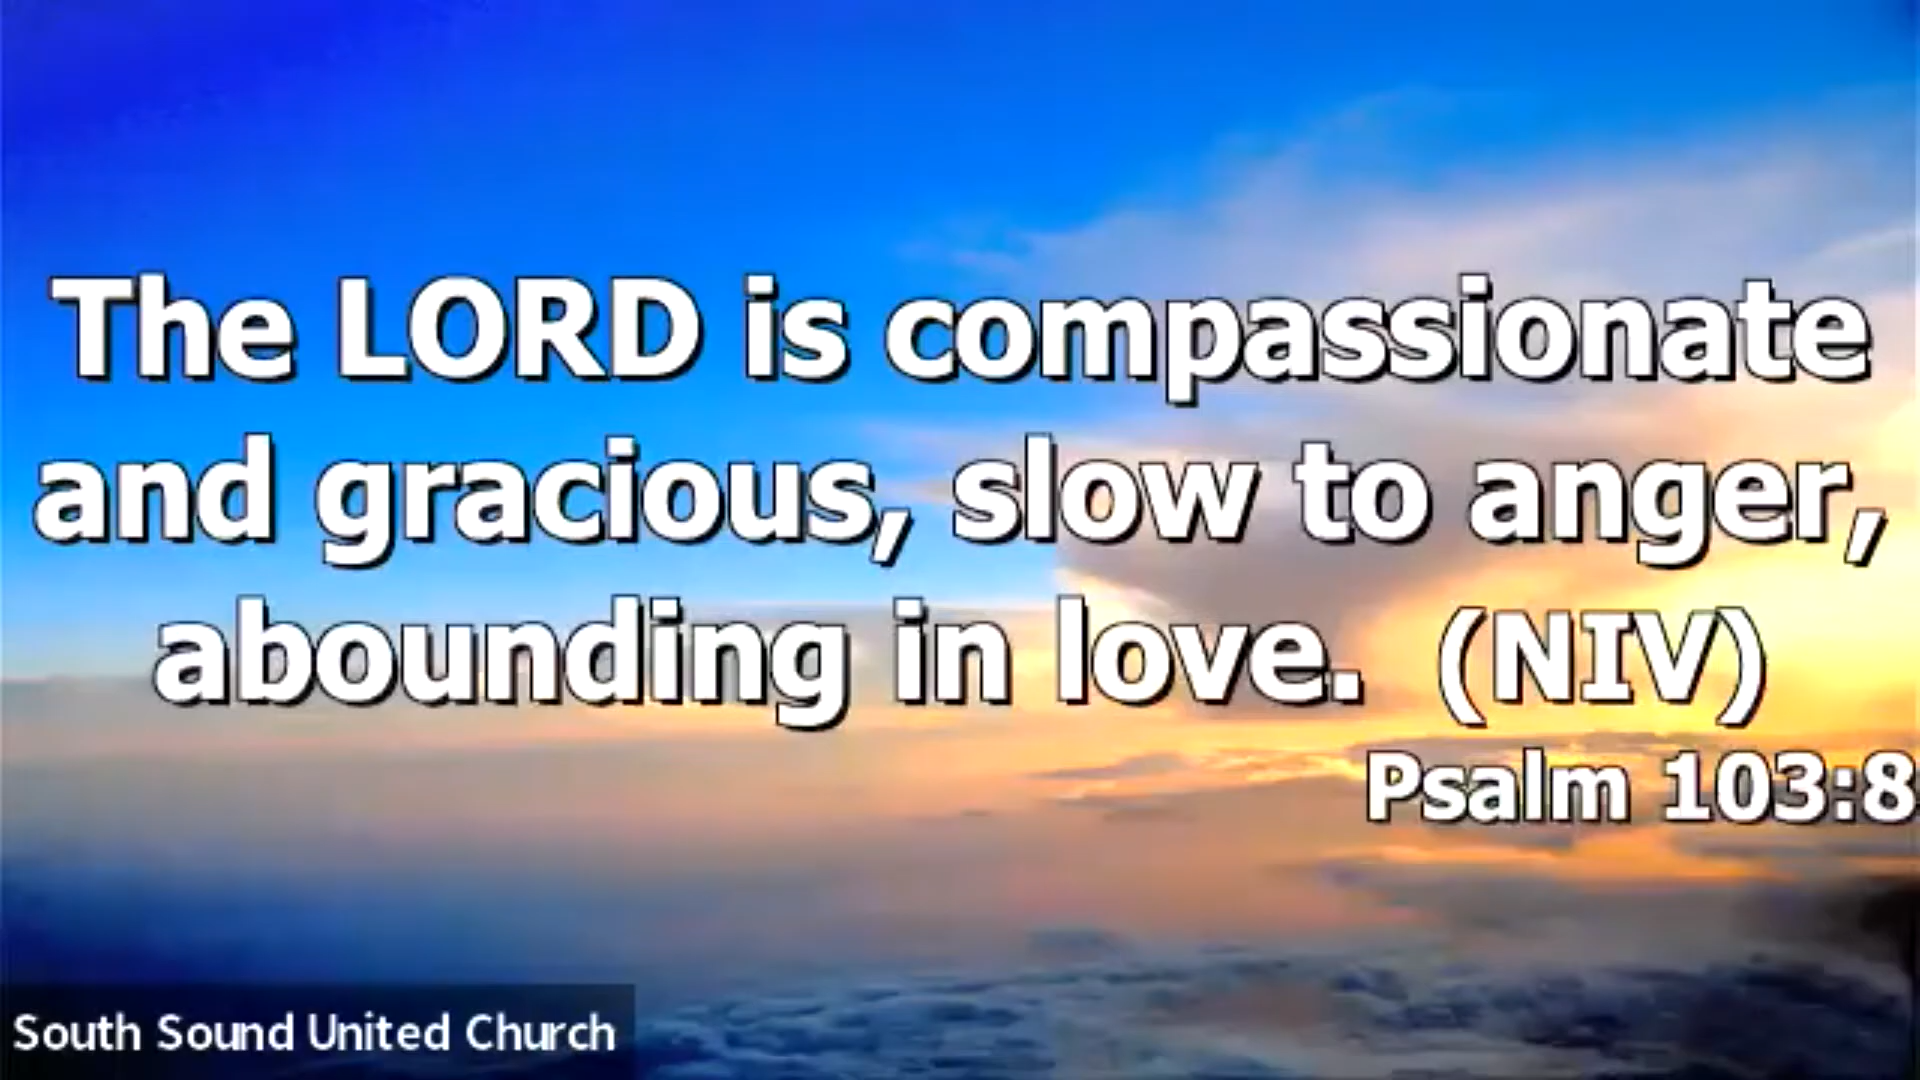 The LORD is compassionate
and gracious, slow to anger,
abounding in love. (NIV)
Psalm 103:8
South Sound United Church